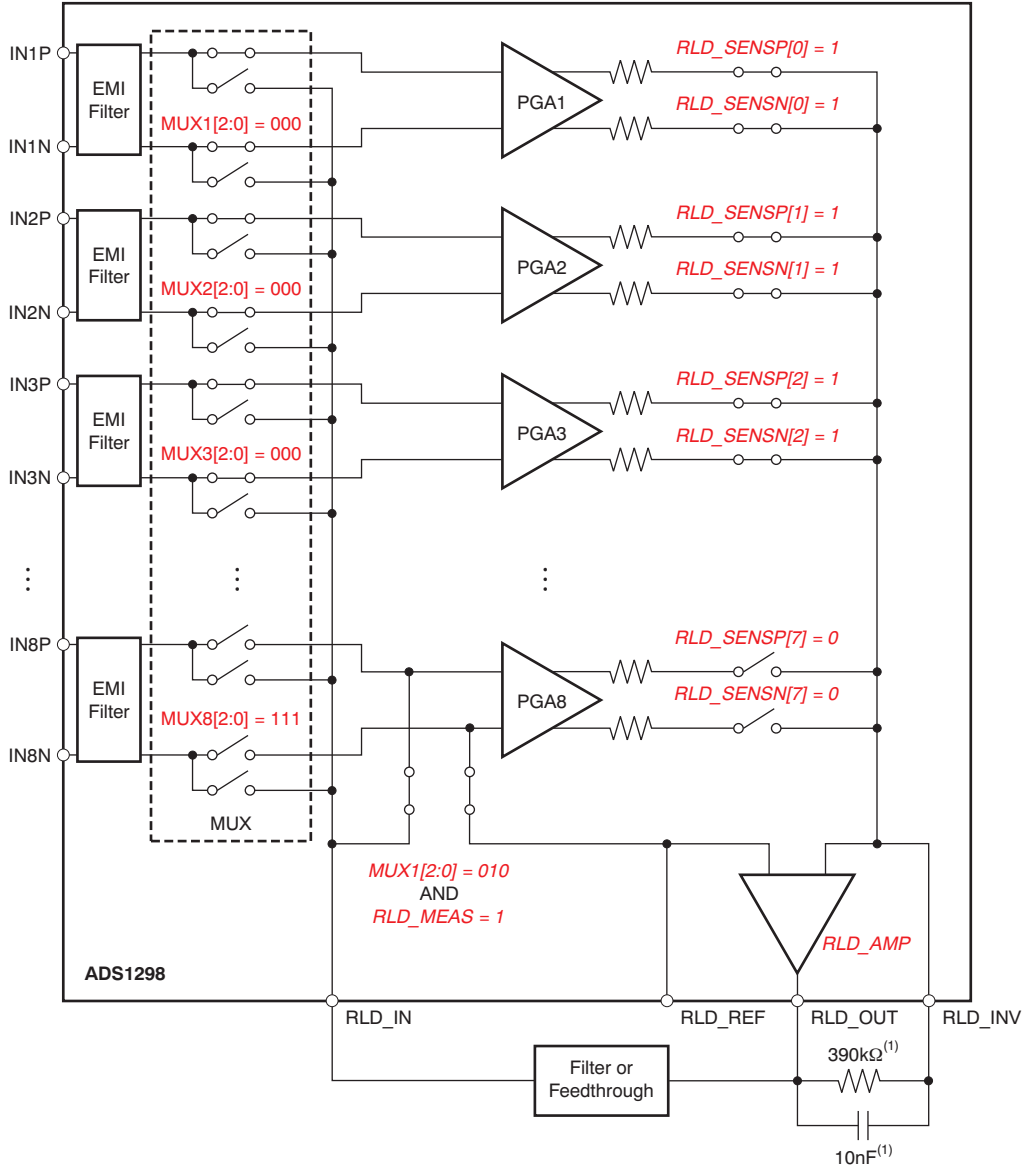 IN1P
EMI
Filter
MUX1[2:0] = 000
IN1N
PGA1
RLD_SENSP[0] = 1
RLD_SENSN[0] = 1
IN2P
EMI
Filter
MUX2[2:0] = 000
IN2N
PGA2
RLD_SENSP[1] = 1
RLD_SENSN[1] = 1
IN3P
EMI
Filter
MUX3[2:0] = 000
IN3N
PGA3
RLD_SENSP[2] = 1
RLD_SENSN[2] = 1
IN8P
EMI
Filter
MUX8[2:0] = 111
IN8N
PGA8
RLD_SENSP[7] = 0
RLD_SENSN[7] = 0
MUX
MUX1[2:0] = 010
AND
RLD_MEAS = 1
RLD_AMP
ADS1298
RLD_IN
RLD_REF
RLD_OUT
RLD_INV
Filter or
Feedthrough
390kΩ(1)
10nF(1)